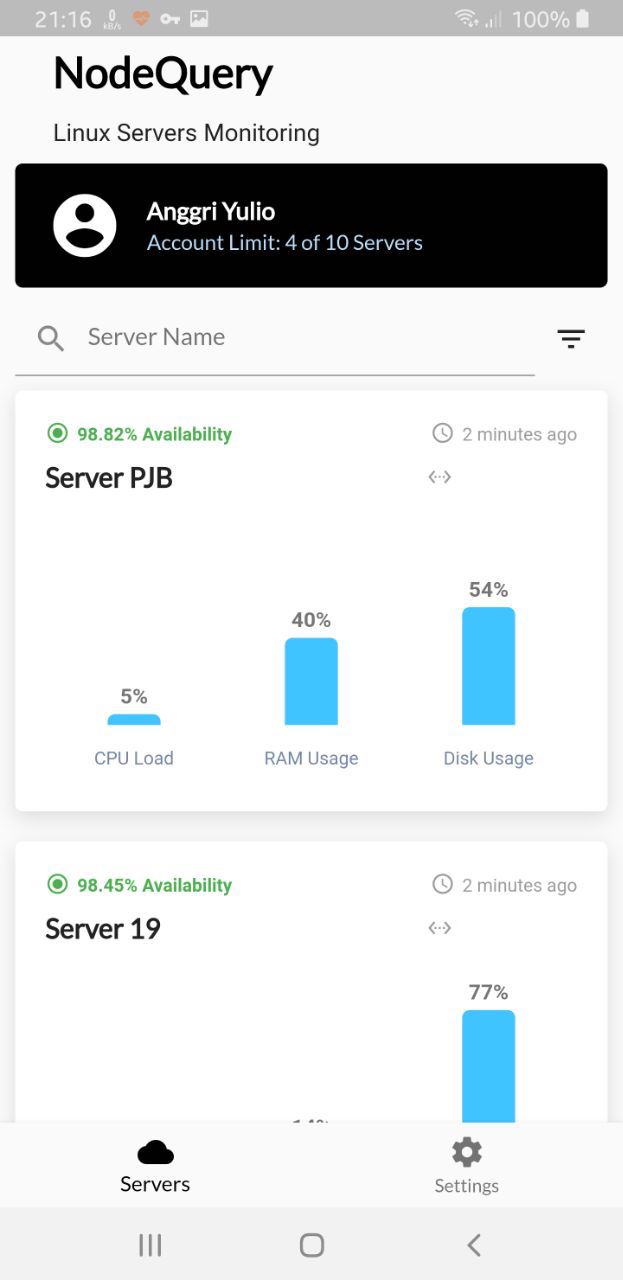 21:16 0 kB/s 100%
NodeQuery
Linux Servers Monitoring
Anggri Yulio
Account Limit: 4 of 10 Servers
Server Name
98.82% Availability 2 minutes ago
Server PJB
54%
40%
5%
CPU Load RAM Usage Disk Usage
98.45% Availability 2 minutes ago
Server 19
77%
Servers Settings